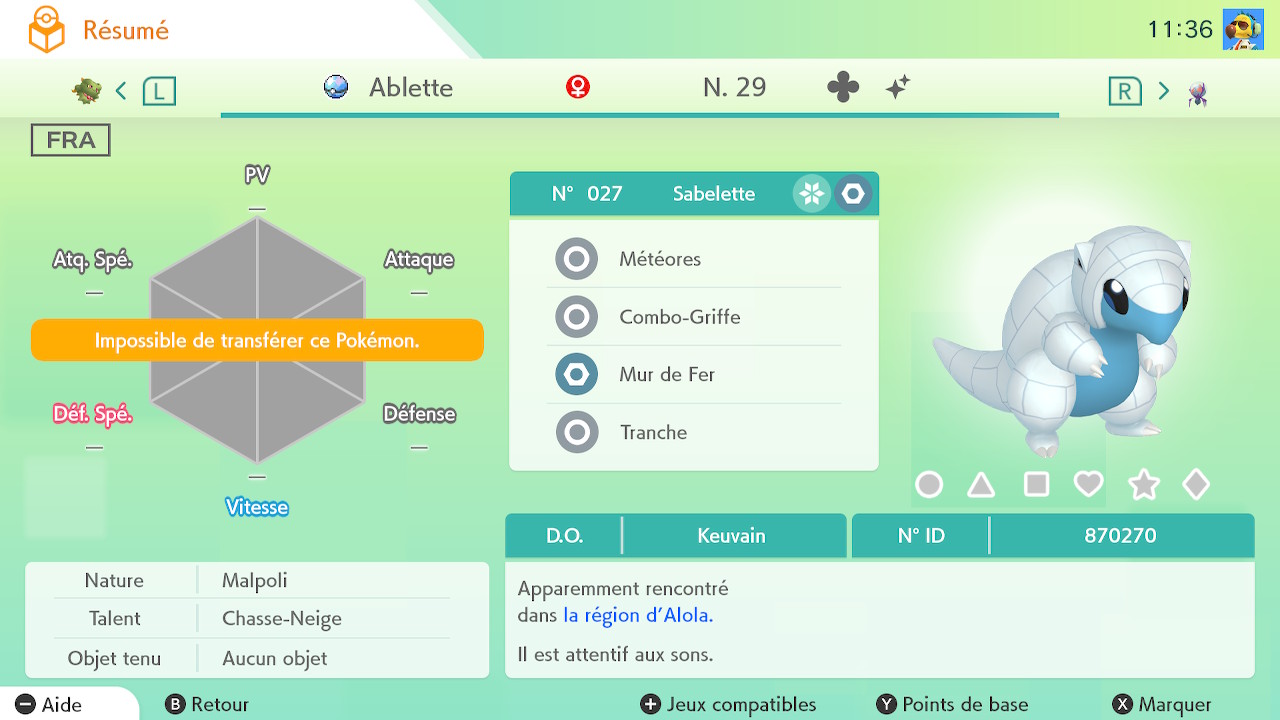 Résumé
11:36
L
Ablette
N. 29
R
FRA
PV
—
Atq. Spé.
—
Attaque
—
Impossible de transférer ce Pokémon.
Déf. Spé.
—
Défense
—
—
Vitesse
N° 027 Sabelette
Météores
Combo-Griffe
Mur de Fer
Tranche
D.O. Keuvain
N° ID 870270
Nature Malpoli
Talent Chasse-Neige
Objet tenu Aucun objet
Apparemment rencontré
dans la région d'Alola.
Il est attentif aux sons.
Aide
B Retour
Jeux compatibles
Y Points de base
X Marquer